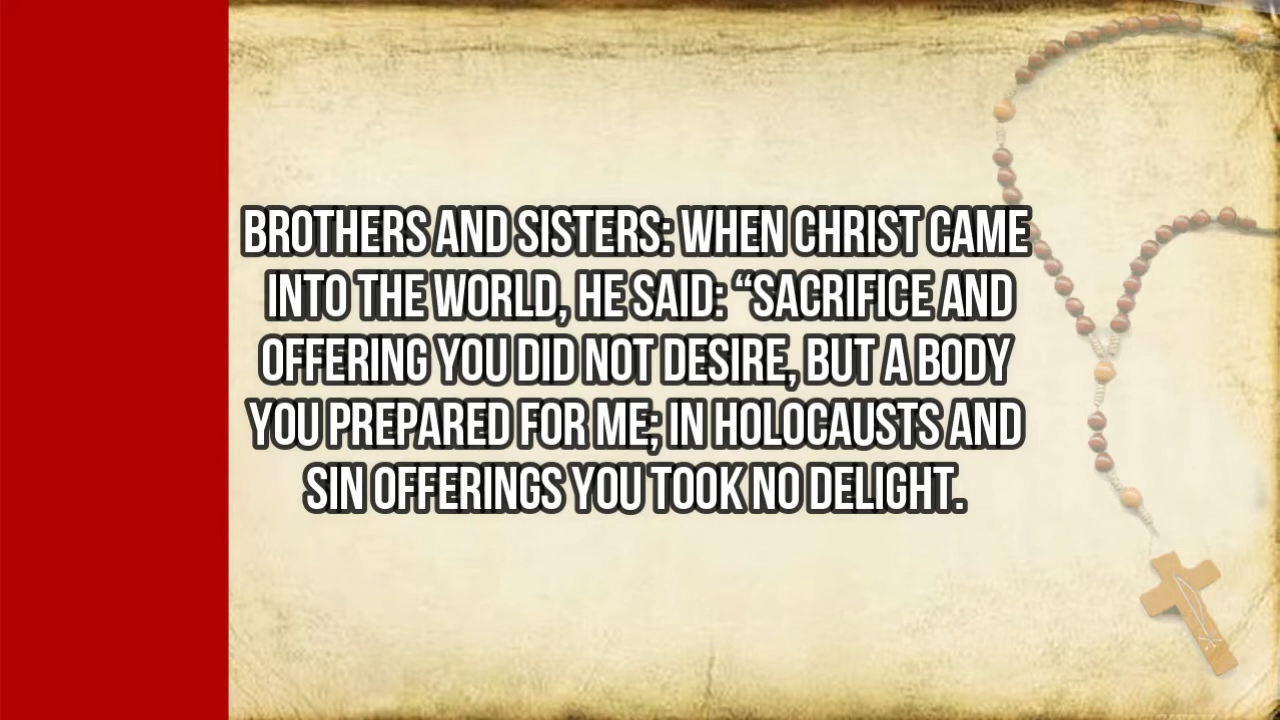 BROTHERS AND SISTERS: WHEN CHRIST CAME
INTO THE WORLD, HE SAID: “SACRIFICE AND
OFFERING YOU DID NOT DESIRE, BUT A BODY
YOU PREPARED FOR ME; IN HOLOCAUSTS AND
SIN OFFERINGS YOU TOOK NO DELIGHT.